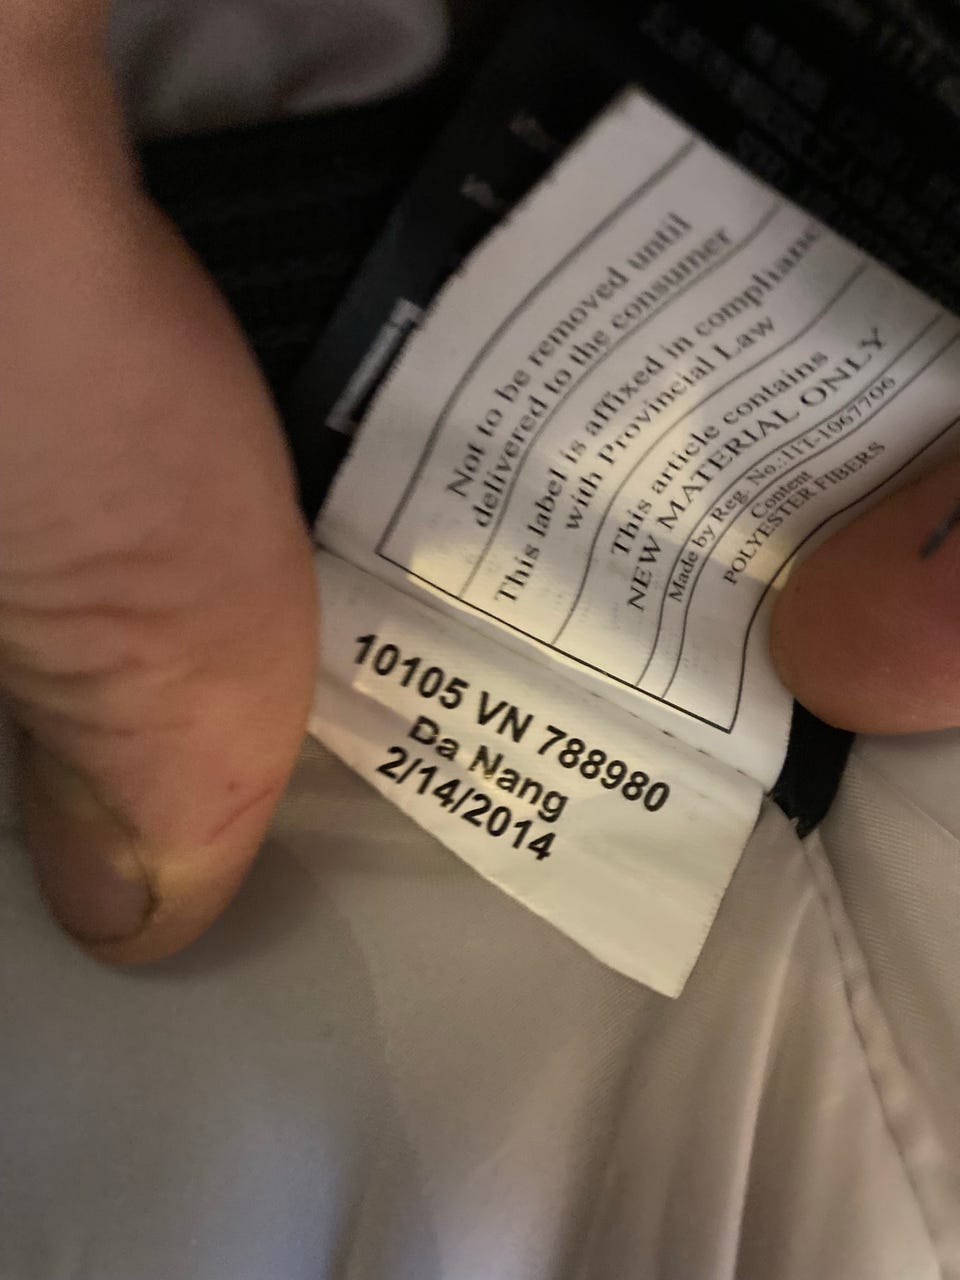 Not to be removed until
delivered to the consumer
This label is affixed in compliance
with Provincial Law
This article contains
NEW MATERIAL ONLY
Made by Reg. No.:1IT-1067706
Content
POLYESTER FIBERS
10105 VN 788980
Da Nang
2/14/2014